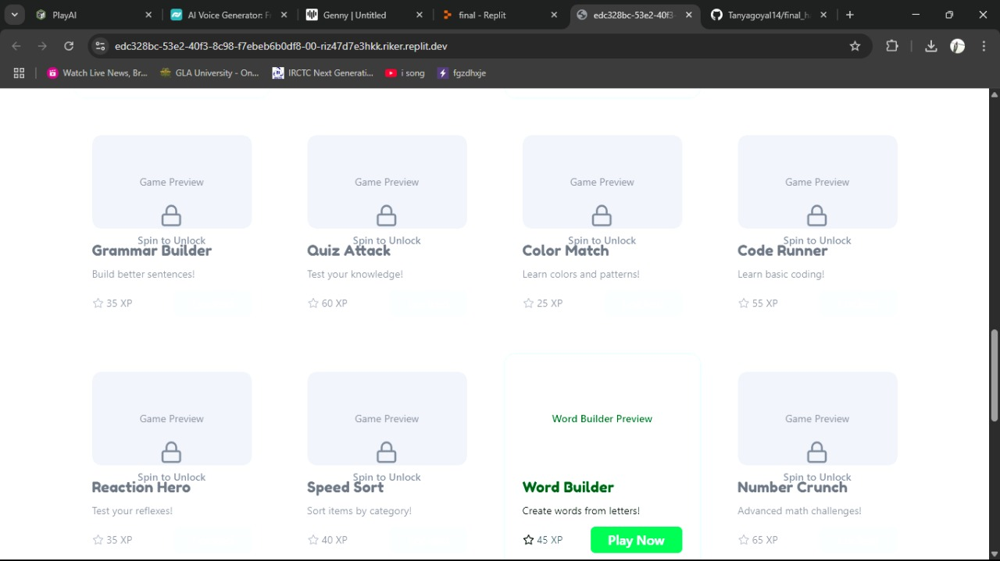 PlayAI
AI Voice Generator: F
Genny | Untitled
final - Replit
edc328bc-53e2-40f3
Tanyagoyal14/final_h
edc328bc-53e2-40f3-8c98-f7ebeb6b0df8-00-riz47d7e3hkk.riker.replit.dev
Watch Live News, Br...
GLA University - On...
IRCTC Next Generati...
i song
fgzdhxje
Game Preview
Game Preview
Game Preview
Game Preview
Spin to Unlock
Spin to Unlock
Spin to Unlock
Spin to Unlock
Grammar Builder
Quiz Attack
Color Match
Code Runner
Build better sentences!
Test your knowledge!
Learn colors and patterns!
Learn basic coding!
35 XP
60 XP
25 XP
55 XP
Game Preview
Game Preview
Word Builder Preview
Game Preview
Spin to Unlock
Spin to Unlock
Spin to Unlock
Reaction Hero
Speed Sort
Word Builder
Number Crunch
Test your reflexes!
Sort items by category!
Create words from letters!
Advanced math challenges!
35 XP
40 XP
45 XP
Play Now
65 XP